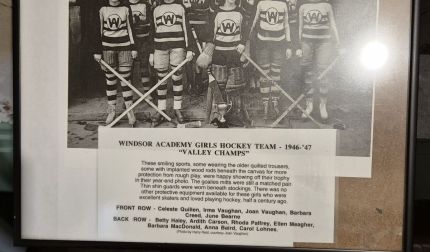 W W W W W
WINDSOR ACADEMY GIRLS HOCKEY TEAM - 1946-'47
"VALLEY CHAMPS"
These smiling sports, some wearing the older quilted trousers,
some with implanted wood rods beneath the canvas for more
protection from rough play, were happy showing off their trophy
in their year-end photo. The goalies mitts were still a matched pair.
Thin shin guards were worn beneath stockings. There was no
other protective equipment available for these girls who were
excellent skaters and loved playing hockey, half a century ago.
FRONT ROW - Celeste Quillen, Irma Vaughan, Joan Vaughan, Barbara
Creed, June Bearne
BACK ROW - Betty Haley, Ardith Carson, Rhoda Palfrey, Ellen Meagher,
Barbara MacDonald, Anna Baird, Carol Lohnes.
courtesy Joan Vaughan)